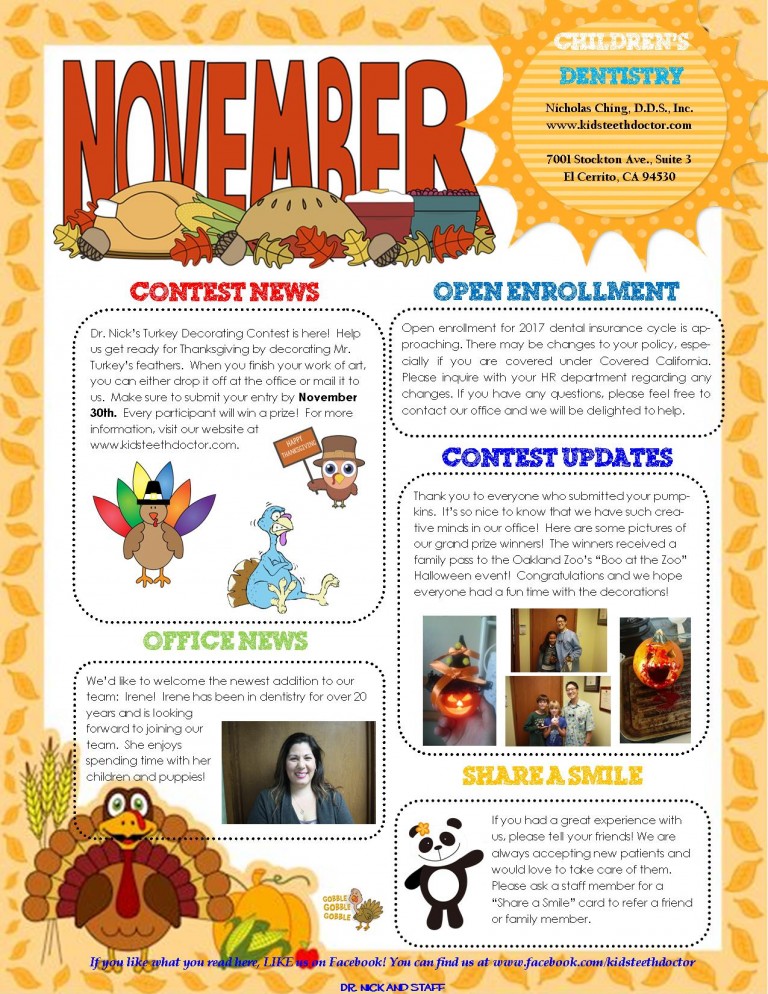 NOVEMBER
CHILDREN'S
DENTISTRY
Nicholas Ching, D.D.S., Inc.
www.kidsteethdoctor.com
7001 Stockton Ave., Suite 3
El Cerrito, CA 94530
CONTEST NEWS
Dr. Nick's Turkey Decorating Contest is here! Help
us get ready for Thanksgiving by decorating Mr.
Turkey's feathers. When you finish your work of art,
you can either drop it off at the office or mail it to
us. Make sure to submit your entry by November
30th. Every participant will win a prize! For more
information, visit our website at
www.kidsteethdoctor.com.
HAPPY
THANKSGIVING
OFFICE NEWS
We'd like to welcome the newest addition to our
team: Irene! Irene has been in dentistry for over 20
years and is looking
forward to joining our
team. She enjoys
spending time with her
children and puppies!
OPEN ENROLLMENT
Open enrollment for 2017 dental insurance cycle is ap-
proaching. There may be changes to your policy, espe-
cially if you are covered under Covered California.
Please inquire with your HR department regarding any
changes. If you have any questions, please feel free to
contact our office and we will be delighted to help.
CONTEST UPDATES
Thank you to everyone who submitted your pump-
kins. It's so nice to know that we have such crea-
tive minds in our office! Here are some pictures of
our grand prize winners! The winners received a
family pass to the Oakland Zoo's "Boo at the Zoo"
Halloween event! Congratulations and we hope
everyone had a fun time with the decorations!
SHARE A SMILE
If you had a great experience with
us, please tell your friends! We are
always accepting new patients and
would love to take care of them.
Please ask a staff member for a
"Share a Smile" card to refer a friend
or family member.
GOBBLE
GOBBLE
GOBBLE
If you like what you read here, LIKE us on Facebook! You can find us at www.facebook.com/kidsteethdoctor
DR. NICK AND STAFF